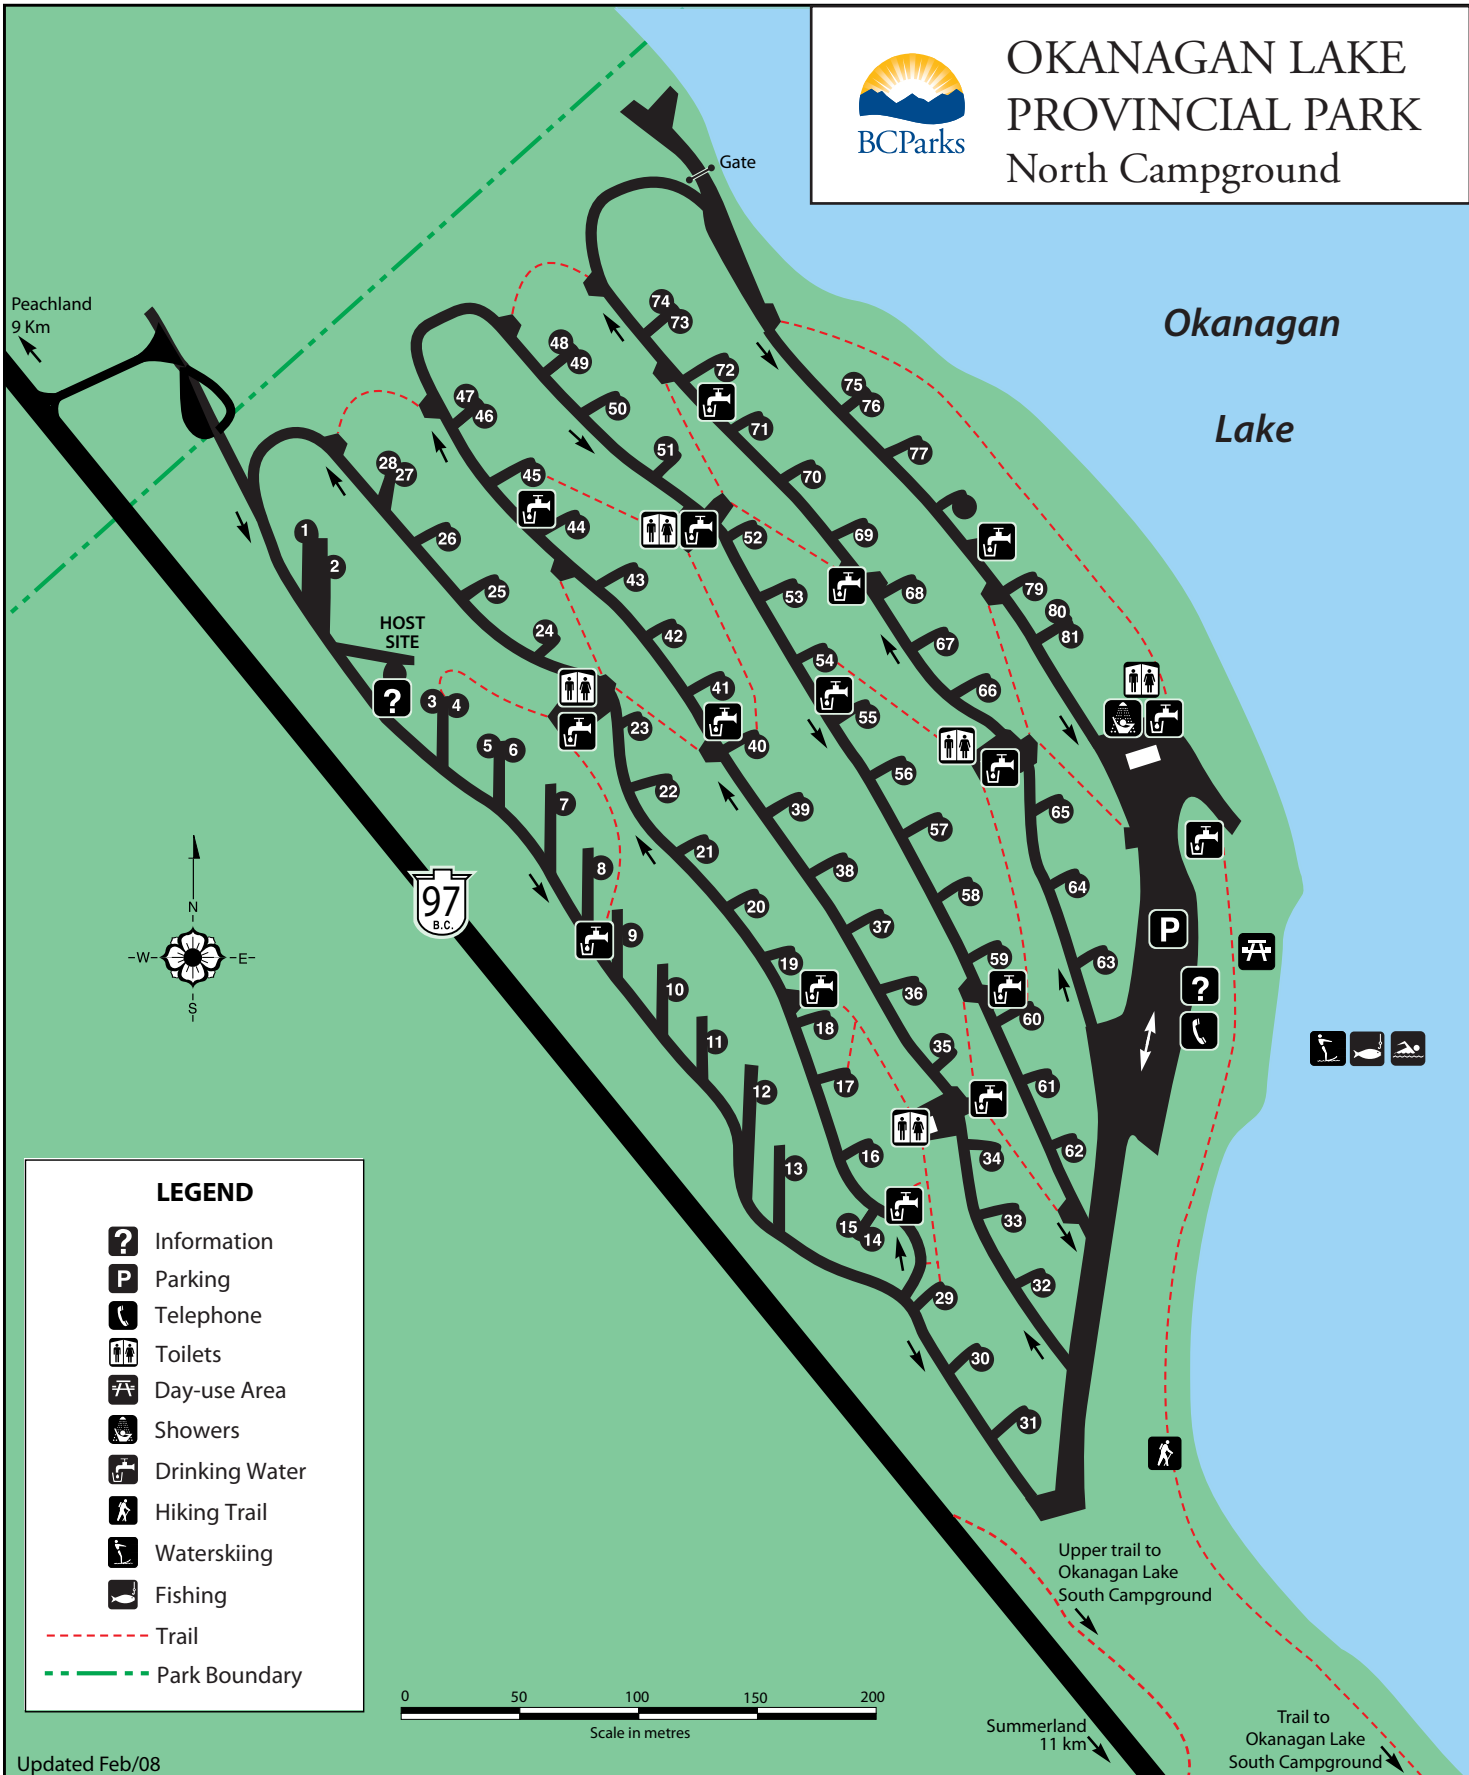 OKANAGAN LAKE
PROVINCIAL PARK
North Campground
BCParks
Gate
Peachland
9 Km
Okanagan
Lake
74
73
48
49
72
75
76
47
46
50
71
77
51
28
27
45
70
1
26
44
52
69
2
43
53
68
79
25
80
HOST
SITE
24
42
67
81
54
3
4
41
66
23
55
5
6
40
56
22
7
39
65
57
21
8
38
64
97
B.C.
20
58
9
37
P
N
W
E
S
19
59
63
10
36
?
18
60
11
35
12
17
61
13
16
34
62
15
14
33
29
32
30
31
LEGEND
? Information
P Parking
Telephone
Toilets
Day-use Area
Showers
Drinking Water
Hiking Trail
Waterskiing
Fishing
Trail
Park Boundary
Upper trail to
Okanagan Lake
South Campground
0 50 100 150 200
Scale in metres
Summerland
11 km
Trail to
Okanagan Lake
South Campground
Updated Feb/08